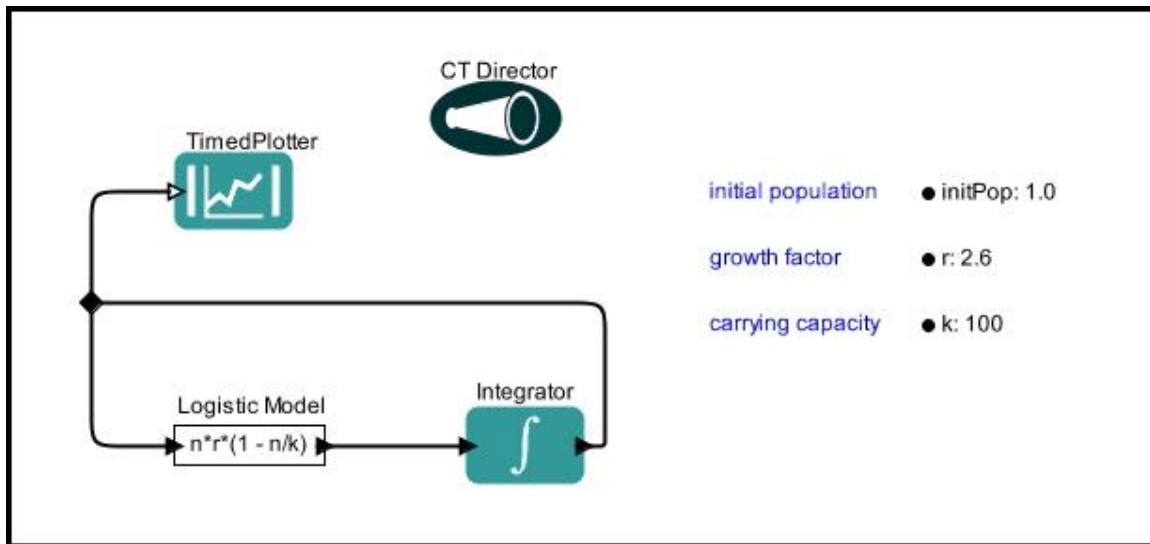 CT Director
TimedPlotter
initial population
initPop: 1.0
growth factor
r: 2.6
carrying capacity
k: 100
Logistic Model
n*r*(1 - n/k)
Integrator
∫